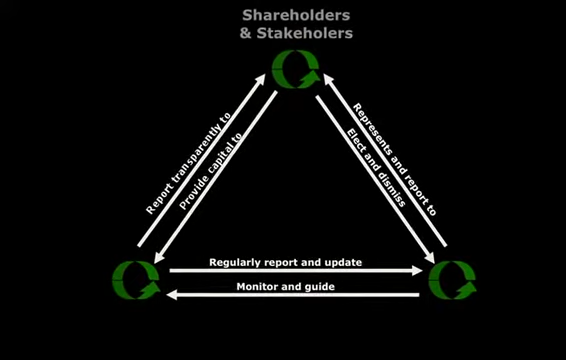 Shareholders
& Stakeholers
Report transparently to
Provide capital to
Represents and report to
Elect and dismiss
Regularly report and update
Monitor and guide